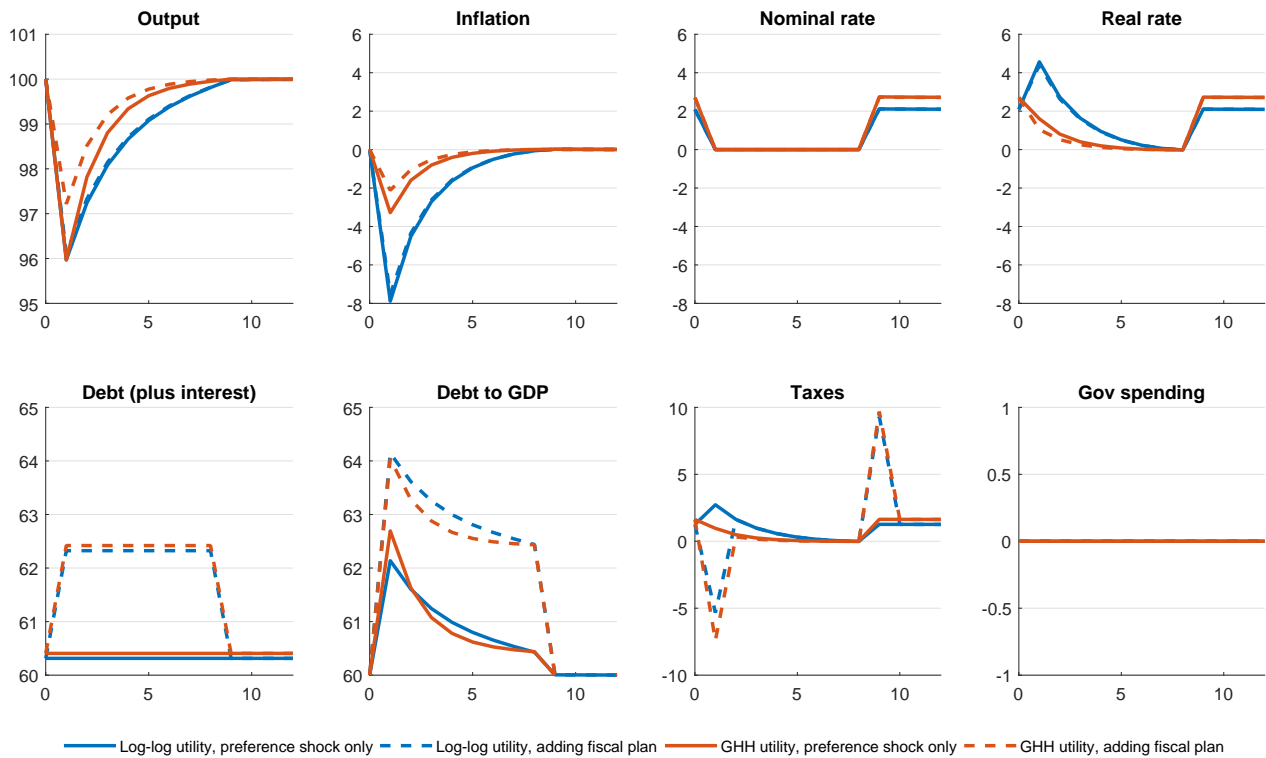 Output Inflation Nominal rate Real rate
101 6 6 6
100 4 4 4
99 2 2 2
98 0 0 0
97 -2 -2 -2
-4 -4 -4
96 -6 -6 -6
95 -8 -8 -8
0 5 10 0 5 10 0 5 10 0 5 10
Debt (plus interest) Debt to GDP Taxes Gov spending
65 65 10 1
64 64
63 63 5 0.5
62 62 0 0
61 61 -5 -0.5
60 60 -10 -1
0 5 10 0 5 10 0 5 10 0 5 10
Log-log utility, preference shock only Log-log utility, adding fiscal plan GHH utility, preference shock only GHH utility, adding fiscal plan